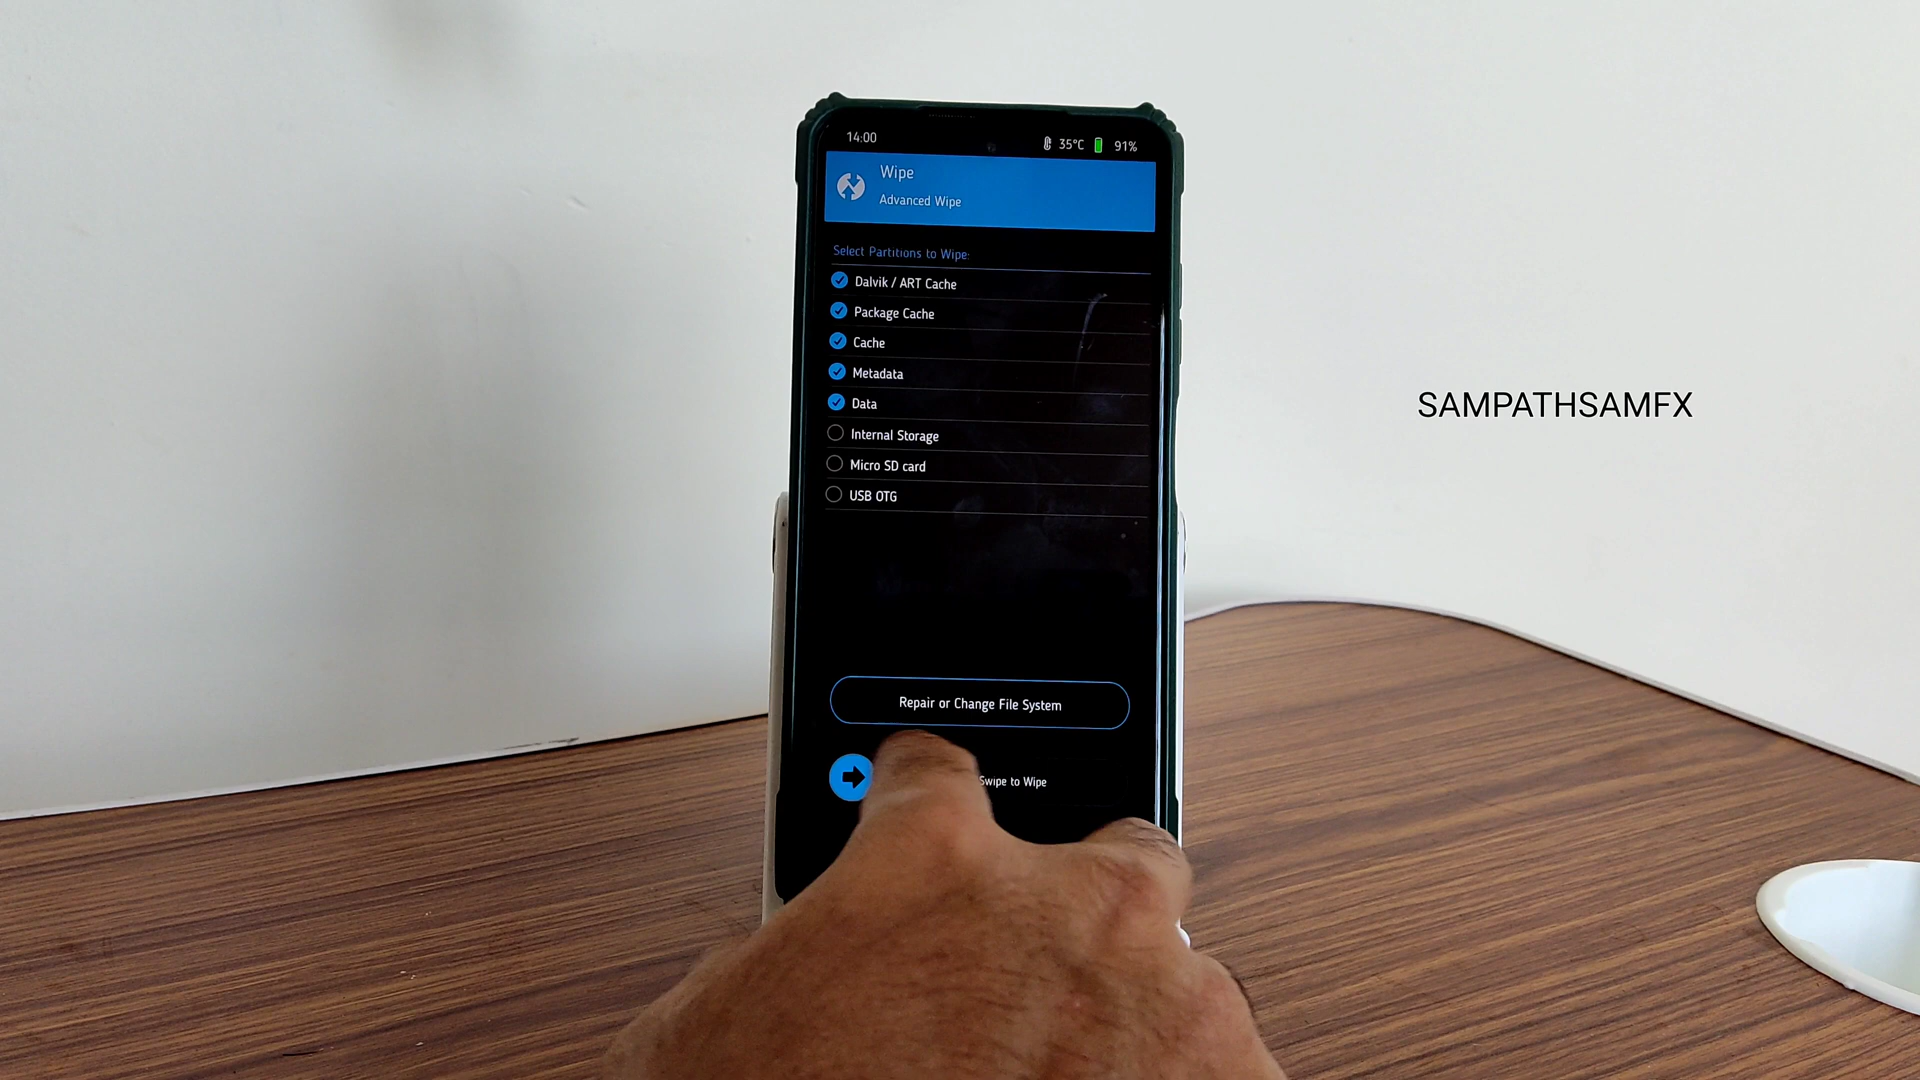 14:00
35°C 91%
Wipe
Advanced Wipe
Select Partitions to Wipe:
Dalvik / ART Cache
Package Cache
Cache
Metadata
Data
Internal Storage
Micro SD card
USB OTG
Repair or Change File System
Swipe to Wipe
SAMPATHSAMFX